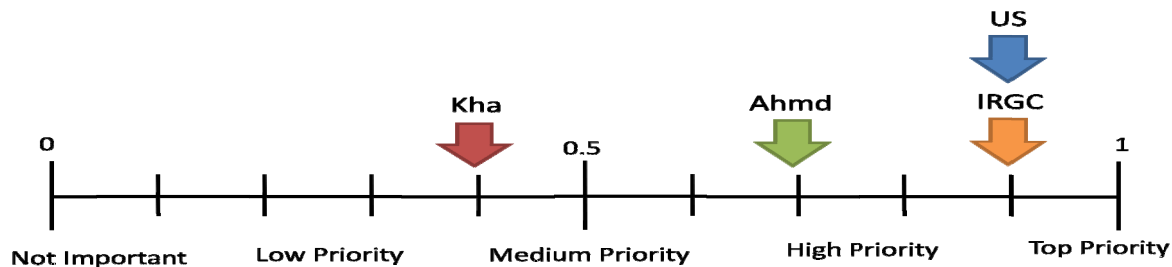 US
Kha
Ahmd
IRGC
0
0.5
1
Not Important
Low Priority
Medium Priority
High Priority
Top Priority